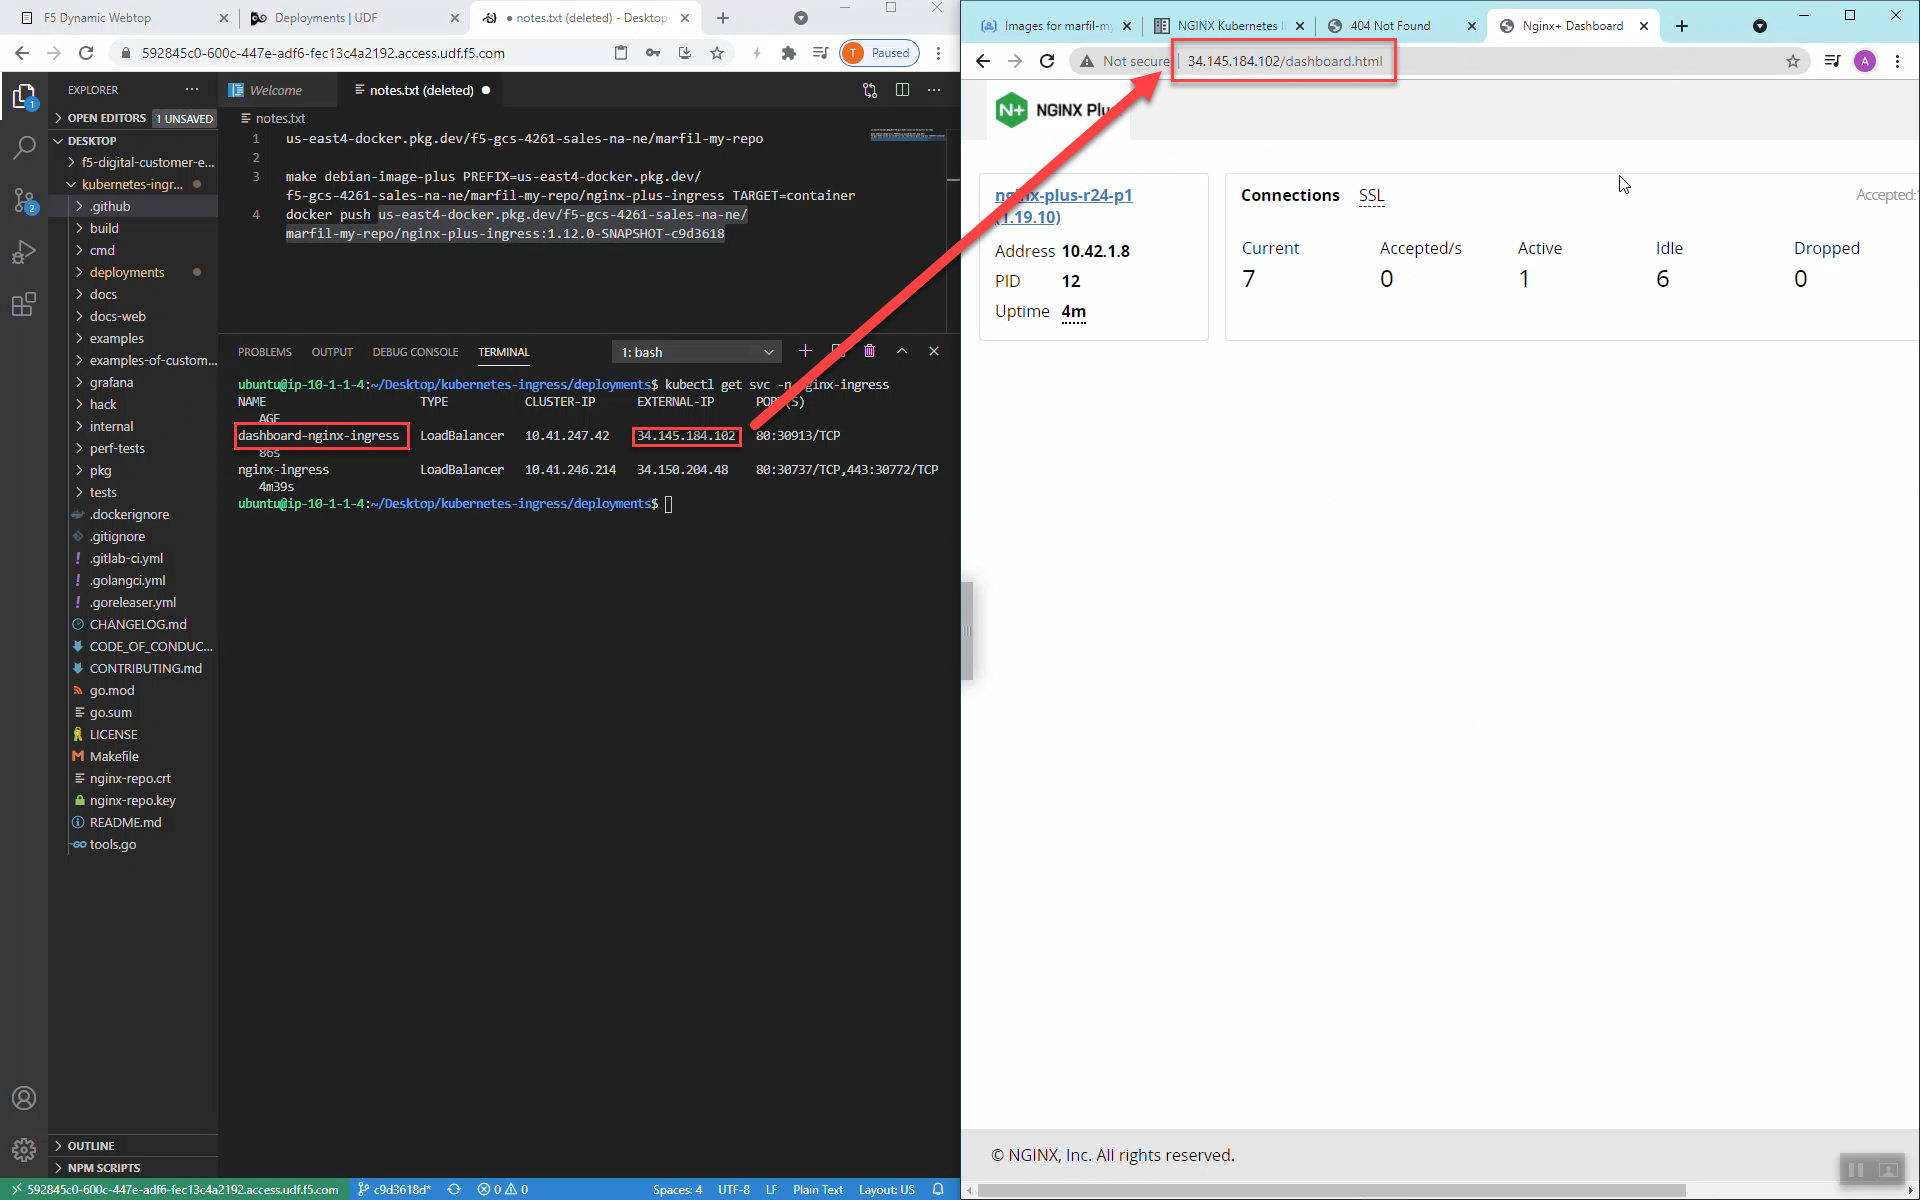 F5 Dynamic Webtop
Deployments | UDF
● notes.txt (deleted) - Desktop
592845c0-600c-447e-adf6-fec13c4a2192.access.udf.f5.com
T Paused
EXPLORER
OPEN EDITORS 1 UNSAVED
DESKTOP
f5-digital-customer-e...
kubernetes-ingr...
.github
build
cmd
deployments
docs
docs-web
examples
examples-of-custom...
grafana
hack
internal
perf-tests
pkg
tests
.dockerignore
.gitignore
.gitlab-ci.yml
.golangci.yml
.goreleaser.yml
CHANGELOG.md
CODE_OF_CONDUC...
CONTRIBUTING.md
go.mod
go.sum
LICENSE
Makefile
nginx-repo.crt
nginx-repo.key
README.md
tools.go
OUTLINE
NPM SCRIPTS
Welcome
notes.txt (deleted) ●
notes.txt
1 us-east4-docker.pkg.dev/f5-gcs-4261-sales-na-ne/marfil-my-repo
2
3 make debian-image-plus PREFIX=us-east4-docker.pkg.dev/
f5-gcs-4261-sales-na-ne/marfil-my-repo/nginx-plus-ingress TARGET=container
4 docker push us-east4-docker.pkg.dev/f5-gcs-4261-sales-na-ne/
marfil-my-repo/nginx-plus-ingress:1.12.0-SNAPSHOT-c9d3618
PROBLEMS OUTPUT DEBUG CONSOLE TERMINAL 1: bash
ubuntu@ip-10-1-1-4:~/Desktop/kubernetes-ingress/deployments$ kubectl get svc -n nginx-ingress
NAME TYPE CLUSTER-IP EXTERNAL-IP PORT(S)
AGE
dashboard-nginx-ingress LoadBalancer 10.41.247.42 34.145.184.102 80:30913/TCP
86s
nginx-ingress LoadBalancer 10.41.246.214 34.150.204.48 80:30737/TCP,443:30772/TCP
4m39s
ubuntu@ip-10-1-1-4:~/Desktop/kubernetes-ingress/deployments$
592845c0-600c-447e-adf6-fec13c4a2192.access.udf.f5.com c9d3618d* 0 0 Spaces: 4 UTF-8 LF Plain Text Layout: US
Images for marfil-my
NGINX Kubernetes
404 Not Found
Nginx+ Dashboard
Not secure | 34.145.184.102/dashboard.html
A
N+ NGINX Plu
nginx-plus-r24-p1
(1.19.10)
Address 10.42.1.8
PID 12
Uptime 4m
Connections SSL Accepted:
Current Accepted/s Active Idle Dropped
7 0 1 6 0
© NGINX, Inc. All rights reserved.